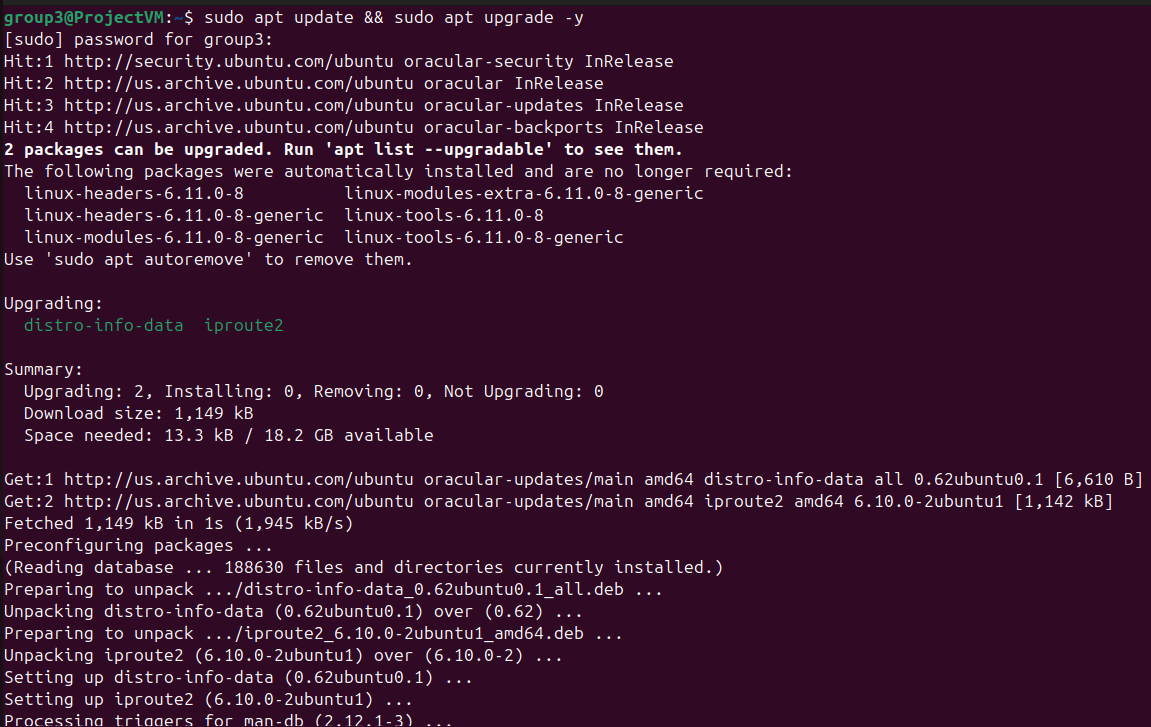 group3@ProjectVM:~$ sudo apt update && sudo apt upgrade -y
[sudo] password for group3:
Hit:1 http://security.ubuntu.com/ubuntu oracular-security InRelease
Hit:2 http://us.archive.ubuntu.com/ubuntu oracular InRelease
Hit:3 http://us.archive.ubuntu.com/ubuntu oracular-updates InRelease
Hit:4 http://us.archive.ubuntu.com/ubuntu oracular-backports InRelease
2 packages can be upgraded. Run 'apt list --upgradable' to see them.
The following packages were automatically installed and are no longer required:
  linux-headers-6.11.0-8          linux-modules-extra-6.11.0-8-generic
  linux-headers-6.11.0-8-generic  linux-tools-6.11.0-8
  linux-modules-6.11.0-8-generic  linux-tools-6.11.0-8-generic
Use 'sudo apt autoremove' to remove them.

Upgrading:
  distro-info-data  iproute2

Summary:
  Upgrading: 2, Installing: 0, Removing: 0, Not Upgrading: 0
  Download size: 1,149 kB
  Space needed: 13.3 kB / 18.2 GB available

Get:1 http://us.archive.ubuntu.com/ubuntu oracular-updates/main amd64 distro-info-data all 0.62ubuntu0.1 [6,610 B]
Get:2 http://us.archive.ubuntu.com/ubuntu oracular-updates/main amd64 iproute2 amd64 6.10.0-2ubuntu1 [1,142 kB]
Fetched 1,149 kB in 1s (1,945 kB/s)
Preconfiguring packages ...
(Reading database ... 188630 files and directories currently installed.)
Preparing to unpack .../distro-info-data_0.62ubuntu0.1_all.deb ...
Unpacking distro-info-data (0.62ubuntu0.1) over (0.62) ...
Preparing to unpack .../iproute2_6.10.0-2ubuntu1_amd64.deb ...
Unpacking iproute2 (6.10.0-2ubuntu1) over (6.10.0-2) ...
Setting up distro-info-data (0.62ubuntu0.1) ...
Setting up iproute2 (6.10.0-2ubuntu1) ...
Processing triggers for man-db (2.12.1-3) ...